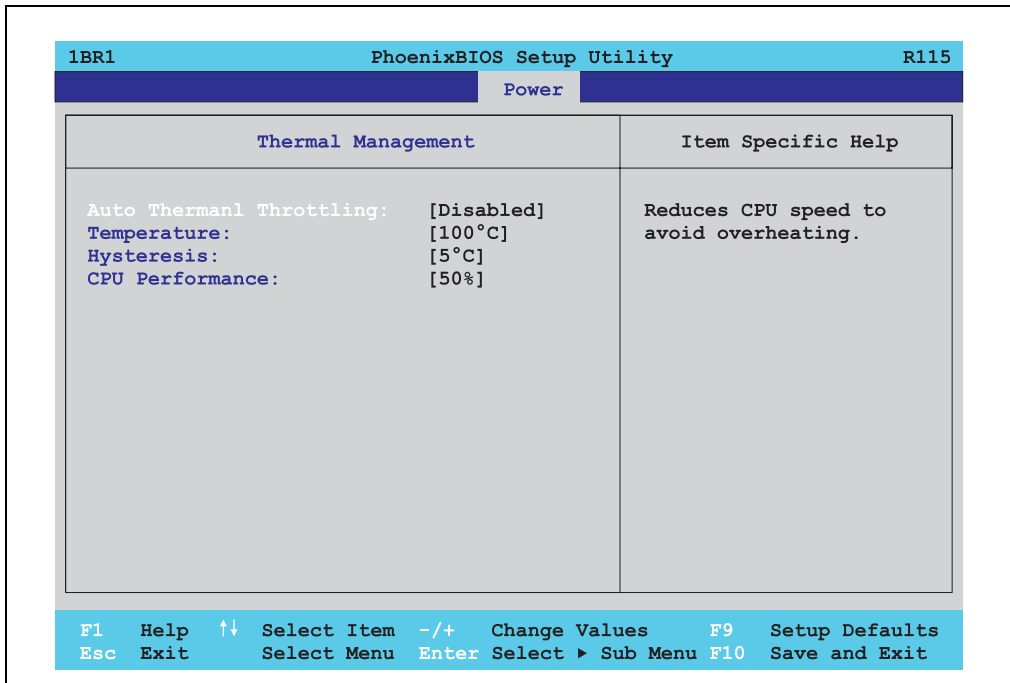 1BR1 PhoenixBIOS Setup Utility R115
Power
Thermal Management Item Specific Help
Auto Thermanl Throttling: [Disabled] Reduces CPU speed to
Temperature: [100°C] avoid overheating.
Hysteresis: [5°C]
CPU Performance: [50%]
F1 Help ↑↓ Select Item -/+ Change Values F9 Setup Defaults
Esc Exit Select Menu Enter Select ▶ Sub Menu F10 Save and Exit